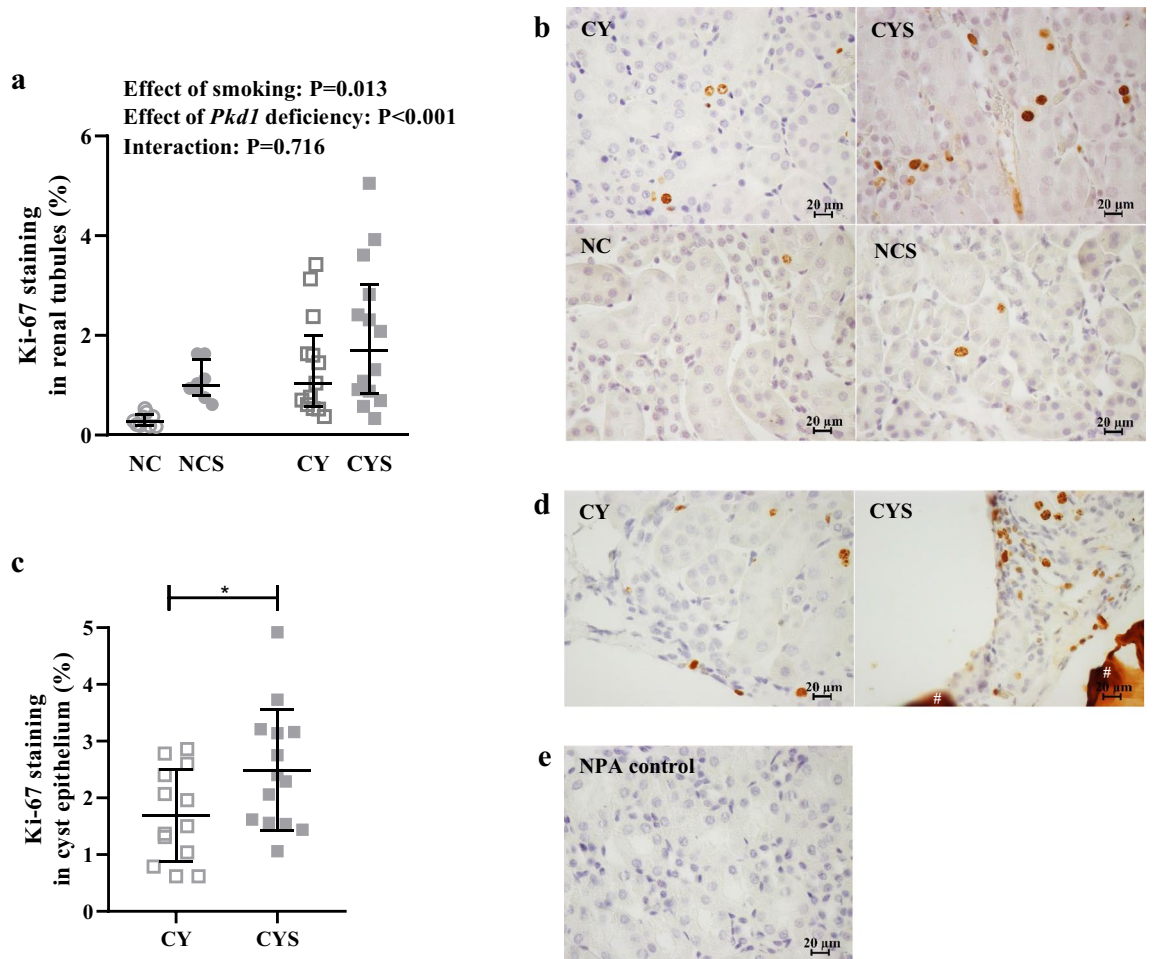 a
Effect of smoking: P=0.013
Effect of Pkd1 deficiency: P<0.001
Interaction: P=0.716
Ki-67 staining
in renal tubules (%)
6
4
2
0
NC NCS CY CYS
b
CY
20 µm
CYS
20 µm
NC
20 µm
NCS
20 µm
c
*
Ki-67 staining
in cyst epithelium (%)
5
4
3
2
1
0
CY CYS
d
CY
20 µm
CYS
#
#
20 µm
e
NPA control
20 µm